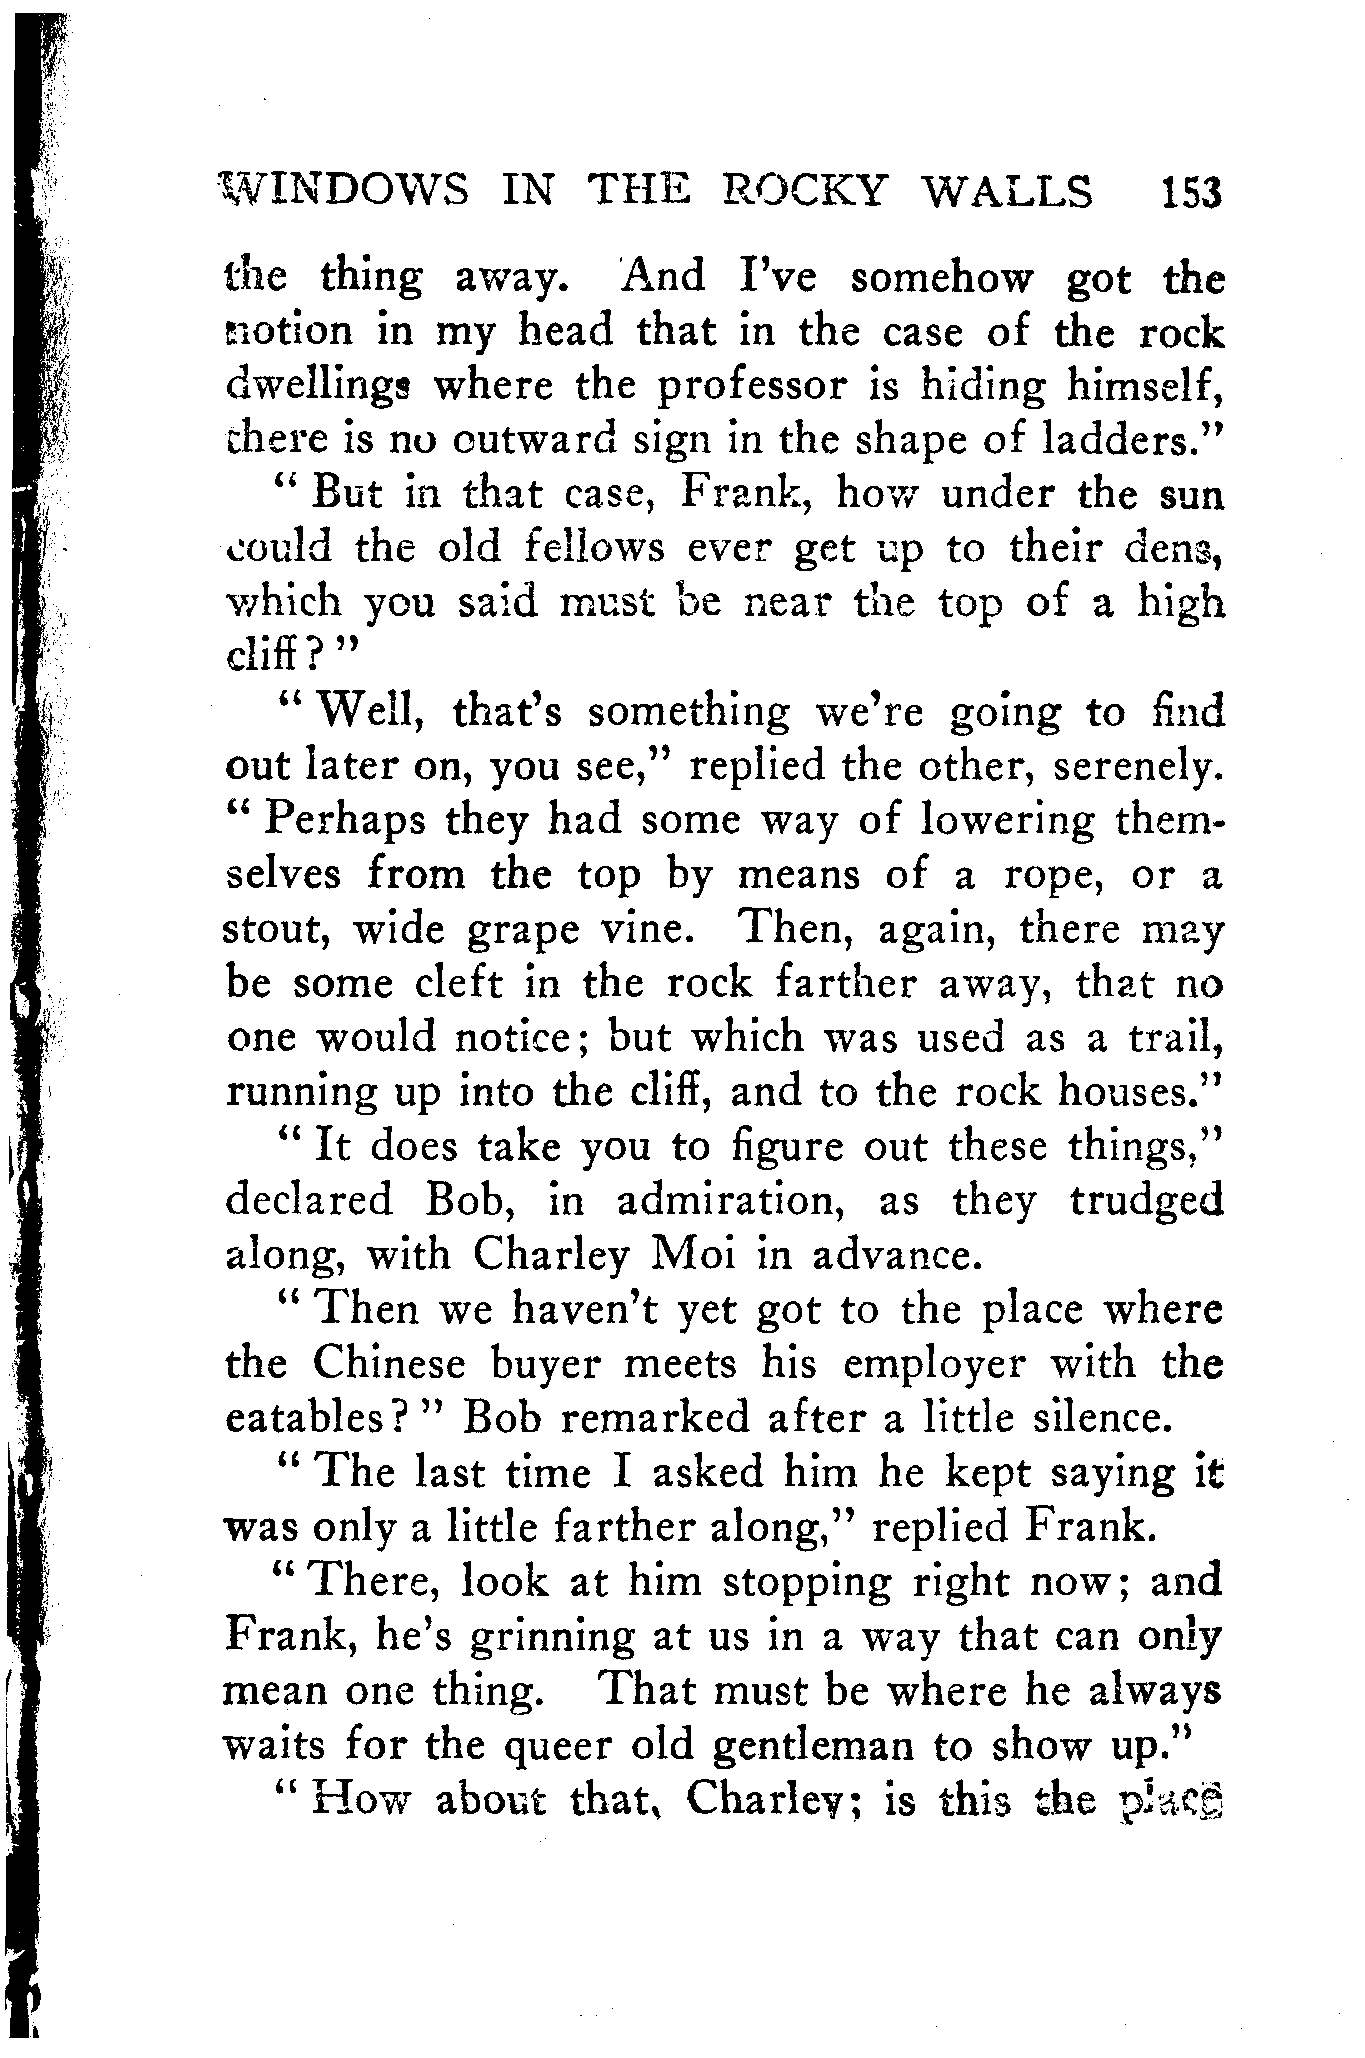 WINDOWS IN THE ROCKY WALLS 153
the thing away. And I've somehow got the
notion in my head that in the case of the rock
dwellings where the professor is hiding himself,
there is no outward sign in the shape of ladders."
" But in that case, Frank, how under the sun
could the old fellows ever get up to their dens,
which you said must be near the top of a high
cliff? "
" Well, that's something we're going to find
out later on, you see," replied the other, serenely.
" Perhaps they had some way of lowering them-
selves from the top by means of a rope, or a
stout, wide grape vine. Then, again, there may
be some cleft in the rock farther away, that no
one would notice; but which was used as a trail,
running up into the cliff, and to the rock houses."
" It does take you to figure out these things,"
declared Bob, in admiration, as they trudged
along, with Charley Moi in advance.
" Then we haven't yet got to the place where
the Chinese buyer meets his employer with the
eatables? " Bob remarked after a little silence.
" The last time I asked him he kept saying it
was only a little farther along," replied Frank.
" There, look at him stopping right now; and
Frank, he's grinning at us in a way that can only
mean one thing. That must be where he always
waits for the queer old gentleman to show up."
" How about that, Charley; is this the place